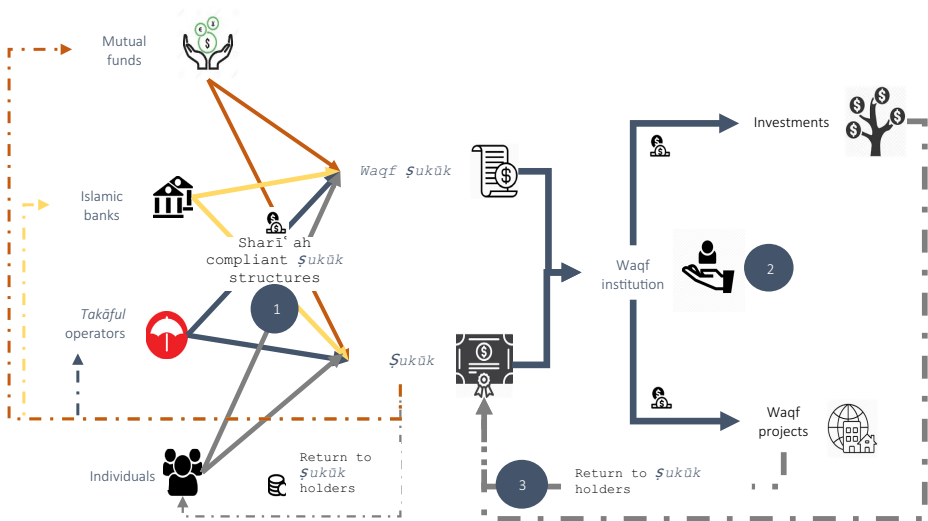 Mutual
funds
Islamic
banks
Takāful
operators
Individuals
Sharīʿah
compliant Ṣukūk
structures
1
Waqf Ṣukūk
Ṣukūk
Return to
Ṣukūk
holders
Waqf
institution
2
Investments
Waqf
projects
3
Return to Ṣukūk
holders